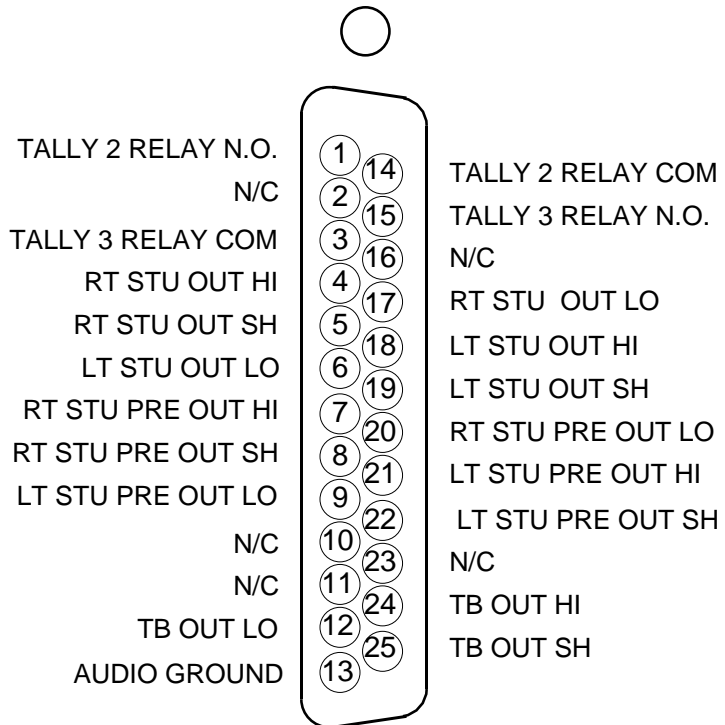 TALLY 2 RELAY N.O.
1
14
TALLY 2 RELAY COM
N/C
2
15
TALLY 3 RELAY N.O.
TALLY 3 RELAY COM
3
16
N/C
RT STU OUT HI
4
17
RT STU OUT LO
RT STU OUT SH
5
18
LT STU OUT HI
LT STU OUT LO
6
19
LT STU OUT SH
RT STU PRE OUT HI
7
20
RT STU PRE OUT LO
RT STU PRE OUT SH
8
21
LT STU PRE OUT HI
LT STU PRE OUT LO
9
22
LT STU PRE OUT SH
N/C
10
23
N/C
N/C
11
24
TB OUT HI
TB OUT LO
12
25
TB OUT SH
AUDIO GROUND
13